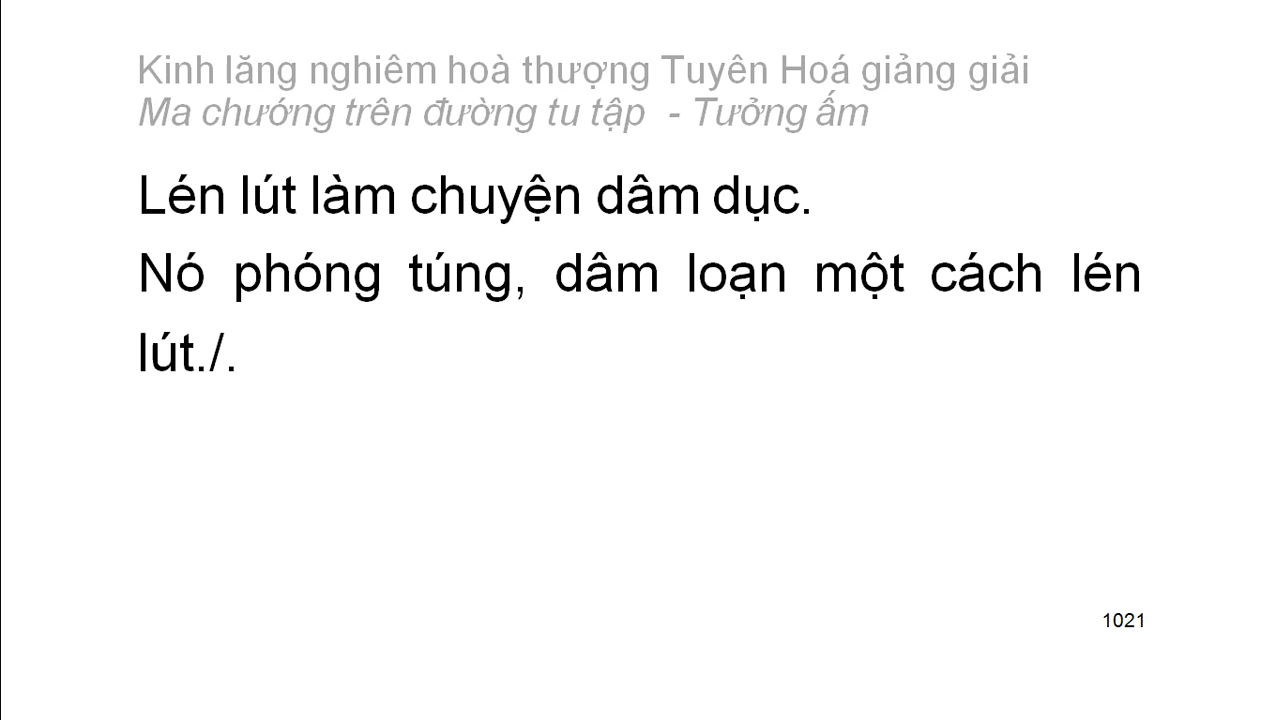 Kinh lăng nghiêm hoà thượng Tuyên Hoá giảng giải
Ma chướng trên đường tu tập - Tưởng ấm
Lén lút làm chuyện dâm dục.
Nó phóng túng, dâm loạn một cách lén
lút./.
1021